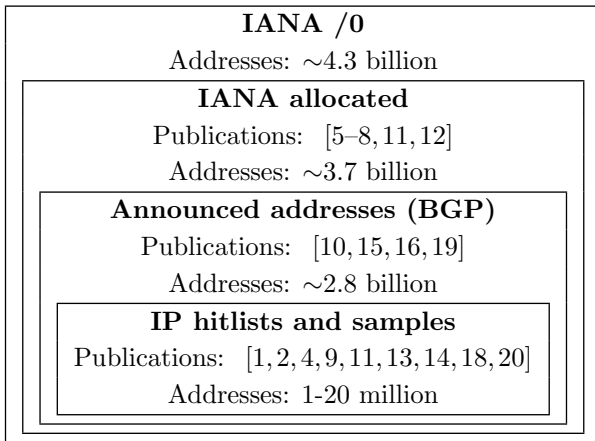 IANA /0
Addresses: ∼4.3 billion
IANA allocated
Publications: [5–8, 11, 12]
Addresses: ∼3.7 billion
Announced addresses (BGP)
Publications: [10, 15, 16, 19]
Addresses: ∼2.8 billion
IP hitlists and samples
Publications: [1, 2, 4, 9, 11, 13, 14, 18, 20]
Addresses: 1-20 million